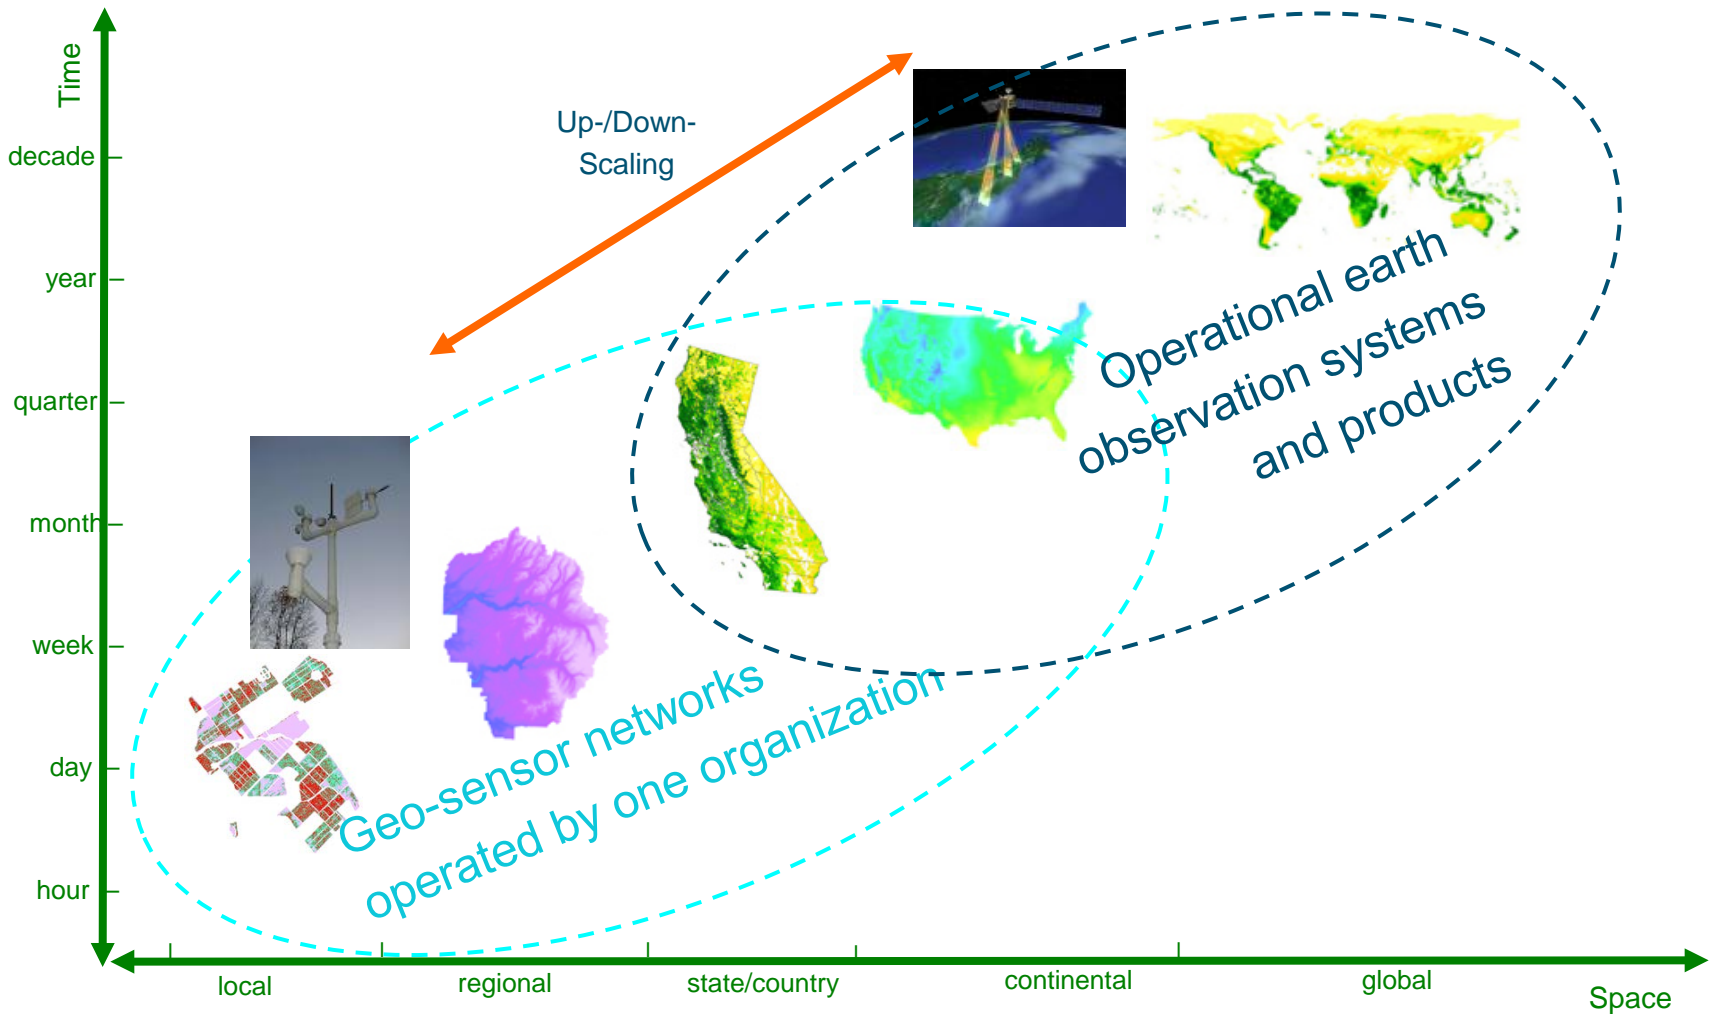 Time
decade
year
quarter
month
week
day
hour
Up-/Down-
Scaling
Operational earth
observation systems
and products
Geo-sensor networks
operated by one organization
local
regional
state/country
continental
global
Space